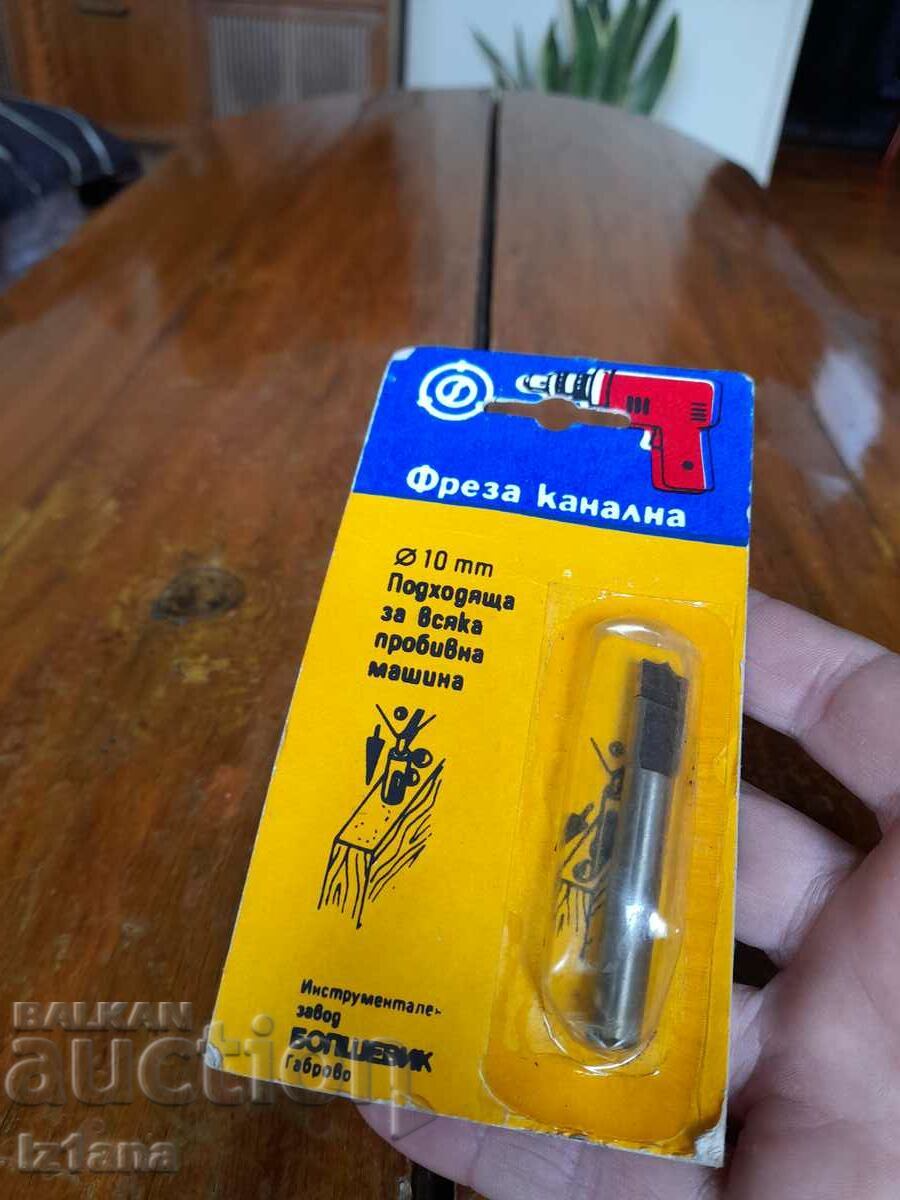 Фреза канална
⌀ 10 mm
Подходяща
за всяка
пробивна
машина
Инструментален
завод
БОЛШЕВИК
Габрово
BALKAN
auction
iz1ana